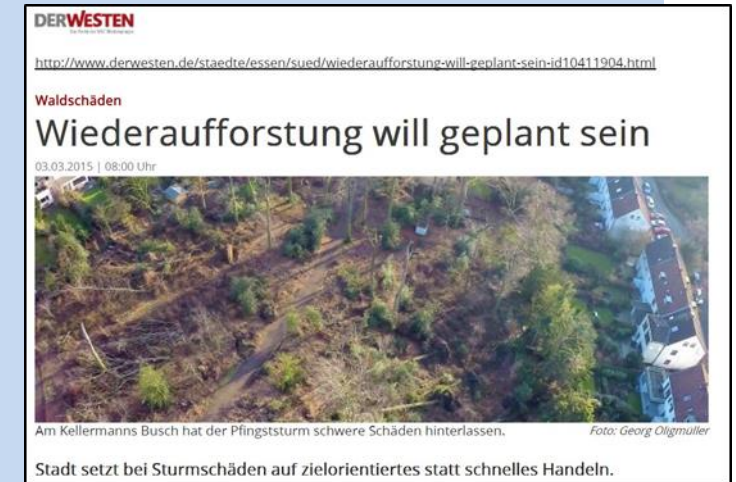 DERWESTEN
http://www.derwesten.de/staedte/essen/sued/wiederaufforstung-will-geplant-sein-id10411904.html
Waldschäden
Wiederaufforstung will geplant sein
03.03.2015 | 08:00 Uhr
Am Kellermanns Busch hat der Pfingststurm schwere Schäden hinterlassen. Foto: Georg Oligmüller
Stadt setzt bei Sturmschäden auf zielorientiertes statt schnelles Handeln.